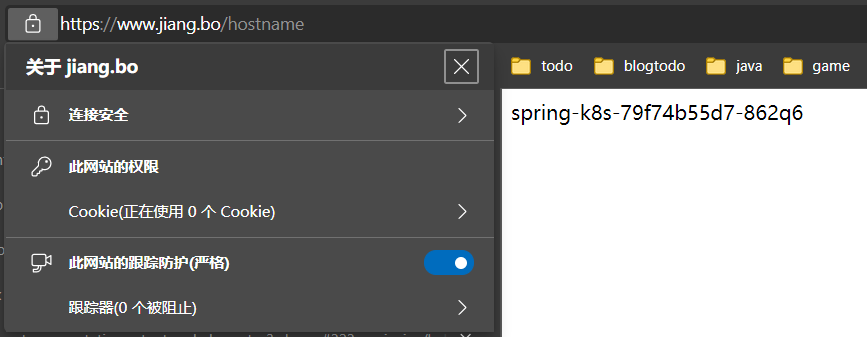 https://www.jiang.bo/hostname
关于 jiang.bo
todo
blogtodo
java
game
连接安全
spring-k8s-79f74b55d7-862q6
此网站的权限
Cookie(正在使用 0 个 Cookie)
此网站的跟踪防护(严格)
跟踪器(0 个被阻止)